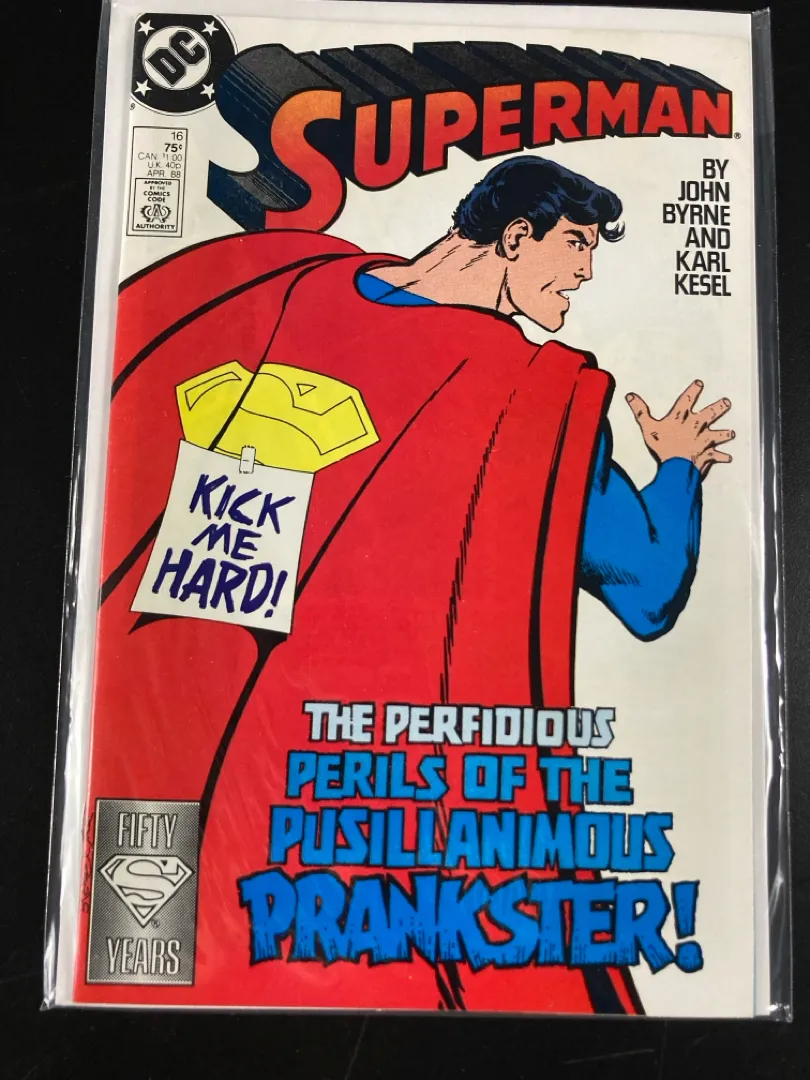 DC
SUPERMAN®
16
75¢
CAN. $1.00
U.K. 40p
APR. 88
APPROVED
BY THE
COMICS
CODE
CA
AUTHORITY
BY
JOHN
BYRNE
AND
KARL
KESEL
S
KICK
ME
HARD!
THE PERFIDIOUS
PERILS OF THE
PUSILLANIMOUS
PRANKSTER!
FIFTY
S
YEARS